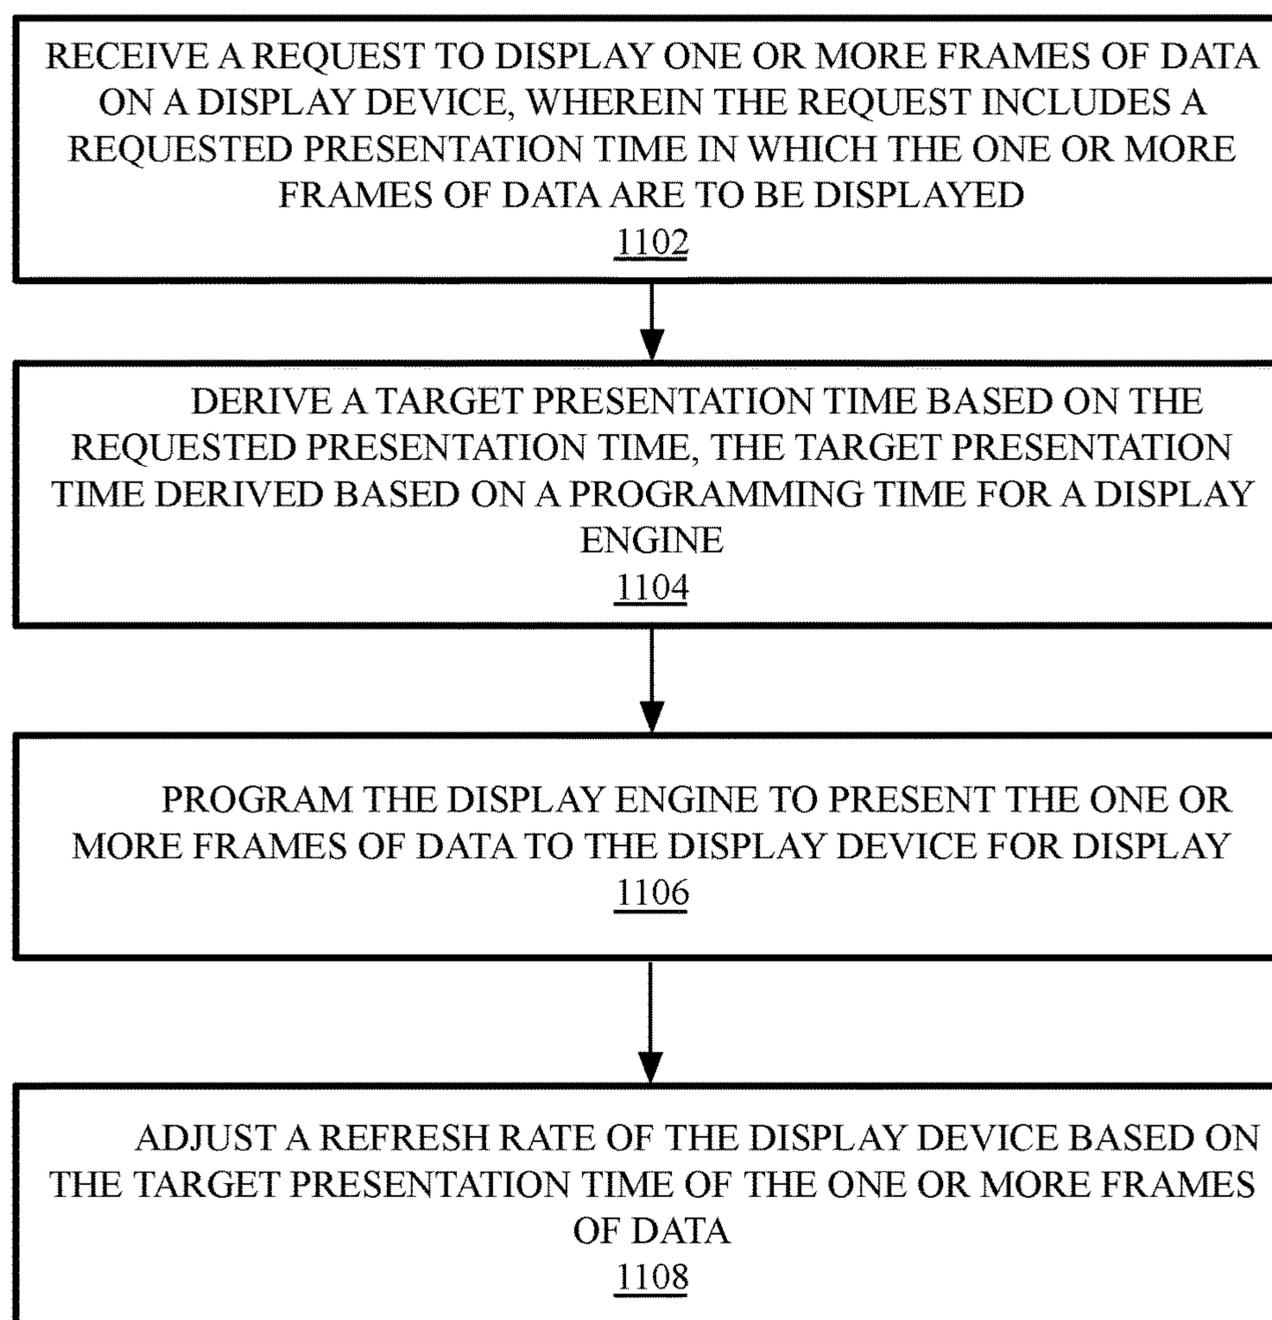 RECEIVE A REQUEST TO DISPLAY ONE OR MORE FRAMES OF DATA
ON A DISPLAY DEVICE, WHEREIN THE REQUEST INCLUDES A
REQUESTED PRESENTATION TIME IN WHICH THE ONE OR MORE
FRAMES OF DATA ARE TO BE DISPLAYED
1102
DERIVE A TARGET PRESENTATION TIME BASED ON THE
REQUESTED PRESENTATION TIME, THE TARGET PRESENTATION
TIME DERIVED BASED ON A PROGRAMMING TIME FOR A DISPLAY
ENGINE
1104
PROGRAM THE DISPLAY ENGINE TO PRESENT THE ONE OR
MORE FRAMES OF DATA TO THE DISPLAY DEVICE FOR DISPLAY
1106
ADJUST A REFRESH RATE OF THE DISPLAY DEVICE BASED ON
THE TARGET PRESENTATION TIME OF THE ONE OR MORE FRAMES
OF DATA
1108